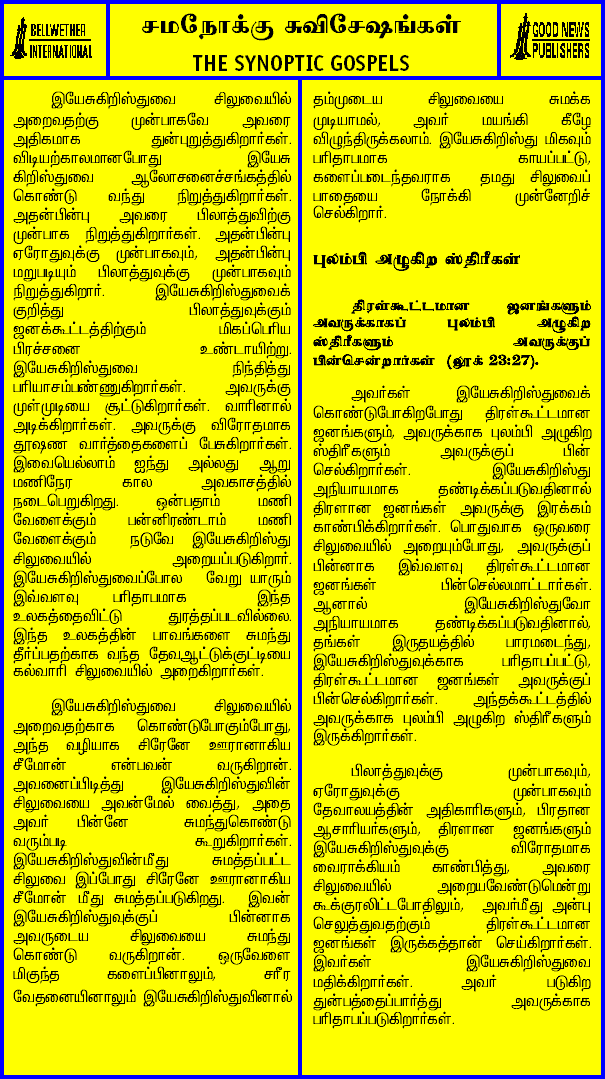 BELLWETHER
INTERNATIONAL
சமநோக்கு சுவிசேஷங்கள்
THE SYNOPTIC GOSPELS
GOOD NEWS
PUBLISHERS
இயேசுகிறிஸ்துவை சிலுவையில்
அறைவதற்கு முன்பாகவே அவரை
அதிகமாக துன்புறுத்துகிறார்கள்.
விடியற்காலமானபோது இயேசு
கிறிஸ்துவை ஆலோசனைச்சங்கத்தில்
கொண்டு வந்து நிறுத்துகிறார்கள்.
அதன்பின்பு அவரை பிலாத்துவிற்கு
முன்பாக நிறுத்துகிறார்கள். அதன்பின்பு
ஏரோதுவுக்கு முன்பாகவும், அதன்பின்பு
மறுபடியும் பிலாத்துவுக்கு முன்பாகவும்
நிறுத்துகிறார். இயேசுகிறிஸ்துவைக்
குறித்து பிலாத்துவுக்கும்
ஜனக்கூட்டத்திற்கும் மிகப்பெரிய
பிரச்சனை உண்டாயிற்று.
இயேசுகிறிஸ்துவை நிந்தித்து
பரியாசம்பண்ணுகிறார்கள். அவருக்கு
முள்முடியை சூட்டுகிறார்கள். வாரினால்
அடிக்கிறார்கள். அவருக்கு விரோதமாக
தூஷண வார்த்தைகளைப் பேசுகிறார்கள்.
இவையெல்லாம் ஐந்து அல்லது ஆறு
மணிநேர கால அவகாசத்தில்
நடைபெறுகிறது. ஒன்பதாம் மணி
வேளைக்கும் பன்னிரண்டாம் மணி
வேளைக்கும் நடுவே இயேசுகிறிஸ்து
சிலுவையில் அறையப்படுகிறார்.
இயேசுகிறிஸ்துவைப்போல வேறு யாரும்
இவ்வளவு பரிதாபமாக இந்த
உலகத்தைவிட்டு துரத்தப்படவில்லை.
இந்த உலகத்தின் பாவங்களை சுமந்து
தீர்ப்பதற்காக வந்த தேவஆட்டுக்குட்டியை
கல்வாரி சிலுவையில் அறைகிறார்கள்.
இயேசுகிறிஸ்துவை சிலுவையில்
அறைவதற்காக கொண்டுபோகும்போது,
அந்த வழியாக சிரேனே ஊரானாகிய
சீமோன் என்பவன் வருகிறான்.
அவனைப்பிடித்து இயேசுகிறிஸ்துவின்
சிலுவையை அவன்மேல் வைத்து, அதை
அவர் பின்னே சுமந்துகொண்டு
வரும்படி கூறுகிறார்கள்.
இயேசுகிறிஸ்துவின்மீது சுமத்தப்பட்ட
சிலுவை இப்போது சிரேனே ஊரானாகிய
சீமோன் மீது சுமத்தப்படுகிறது. இவன்
இயேசுகிறிஸ்துவுக்குப் பின்னாக
அவருடைய சிலுவையை சுமந்து
கொண்டு வருகிறான். ஒருவேளை
மிகுந்த களைப்பினாலும், சரீர
வேதனையினாலும் இயேசுகிறிஸ்துவினால்
தம்முடைய சிலுவையை சுமக்க
முடியாமல், அவர் மயங்கி கீழே
விழுந்திருக்கலாம். இயேசுகிறிஸ்து மிகவும்
பரிதாபமாக காயப்பட்டு,
களைப்படைந்தவராக தமது சிலுவைப்
பாதையை நோக்கி முன்னேறிச்
செல்கிறார்.
புலம்பி அழுகிற ஸ்திரீகள்
திரள்கூட்டமான ஜனங்களும்
அவருக்காகப் புலம்பி அழுகிற
ஸ்திரீகளும் அவருக்குப்
பின்சென்றார்கள் (லூக் 23:27).
அவர்கள் இயேசுகிறிஸ்துவைக்
கொண்டுபோகிறபோது திரள்கூட்டமான
ஜனங்களும், அவருக்காக புலம்பி அழுகிற
ஸ்திரீகளும் அவருக்குப் பின்
செல்கிறார்கள். இயேசுகிறிஸ்து
அநியாயமாக தண்டிக்கப்படுவதினால்
திரளான ஜனங்கள் அவருக்கு இரக்கம்
காண்பிக்கிறார்கள். பொதுவாக ஒருவரை
சிலுவையில் அறையும்போது, அவருக்குப்
பின்னாக இவ்வளவு திரள்கூட்டமான
ஜனங்கள் பின்செல்லமாட்டார்கள்.
ஆனால் இயேசுகிறிஸ்துவோ
அநியாயமாக தண்டிக்கப்படுவதினால்,
தங்கள் இருதயத்தில் பாரமடைந்து,
இயேசுகிறிஸ்துவுக்காக பரிதாபப்பட்டு,
திரள்கூட்டமான ஜனங்கள் அவருக்குப்
பின்செல்கிறார்கள். அந்தக்கூட்டத்தில்
அவருக்காக புலம்பி அழுகிற ஸ்திரீகளும்
இருக்கிறார்கள்.
பிலாத்துவுக்கு முன்பாகவும்,
ஏரோதுவுக்கு முன்பாகவும்
தேவாலயத்தின் அதிகாரிகளும், பிரதான
ஆசாரியர்களும், திரளான ஜனங்களும்
இயேசுகிறிஸ்துவுக்கு விரோதமாக
வைராக்கியம் காண்பித்து, அவரை
சிலுவையில் அறையவேண்டுமென்று
கூக்குரலிட்டபோதிலும், அவர்மீது அன்பு
செலுத்துவதற்கும் திரள்கூட்டமான
ஜனங்கள் இருக்கத்தான் செய்கிறார்கள்.
இவர்கள் இயேசுகிறிஸ்துவை
மதிக்கிறார்கள். அவர் படுகிற
துன்பத்தைப்பார்த்து அவருக்காக
பரிதாபப்படுகிறார்கள்.